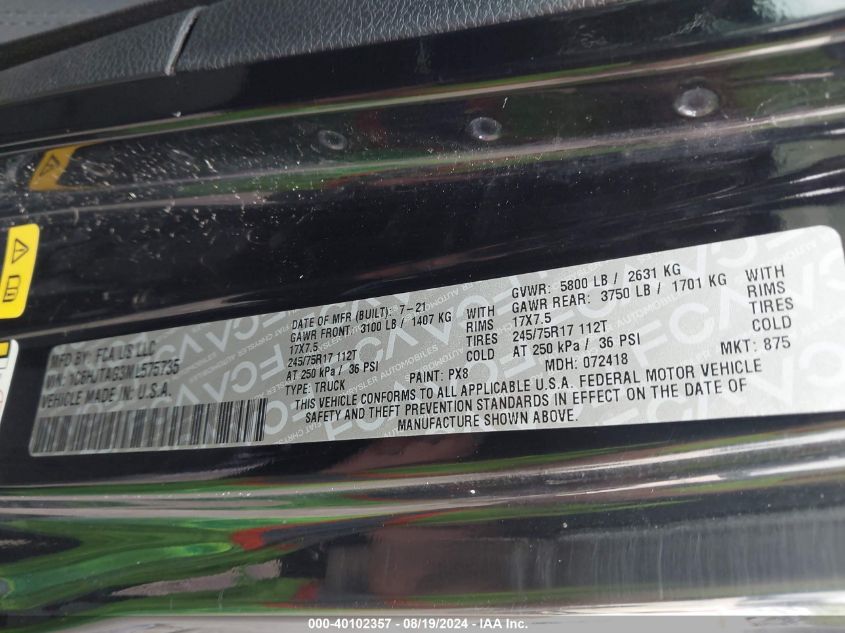 MFD BY: FCA US LLC
VIN: 1C6HJTAG3ML575735
VEHICLE MADE IN: U.S.A.
DATE OF MFR (BUILT): 7-21
GAWR FRONT: 3100 LB / 1407 KG WITH
17X7.5 RIMS
245/75R17 112T TIRES
AT 250 kPa / 36 PSI COLD
TYPE: TRUCK PAINT: PX8
GVWR: 5800 LB / 2631 KG
GAWR REAR: 3750 LB / 1701 KG WITH
17X7.5 RIMS
245/75R17 112T TIRES
AT 250 kPa / 36 PSI COLD
MDH: 072418 MKT: 875
THIS VEHICLE CONFORMS TO ALL APPLICABLE U.S.A. FEDERAL MOTOR VEHICLE
SAFETY AND THEFT PREVENTION STANDARDS IN EFFECT ON THE DATE OF
MANUFACTURE SHOWN ABOVE.
000-40102357 - 08/19/2024 - IAA, Inc.